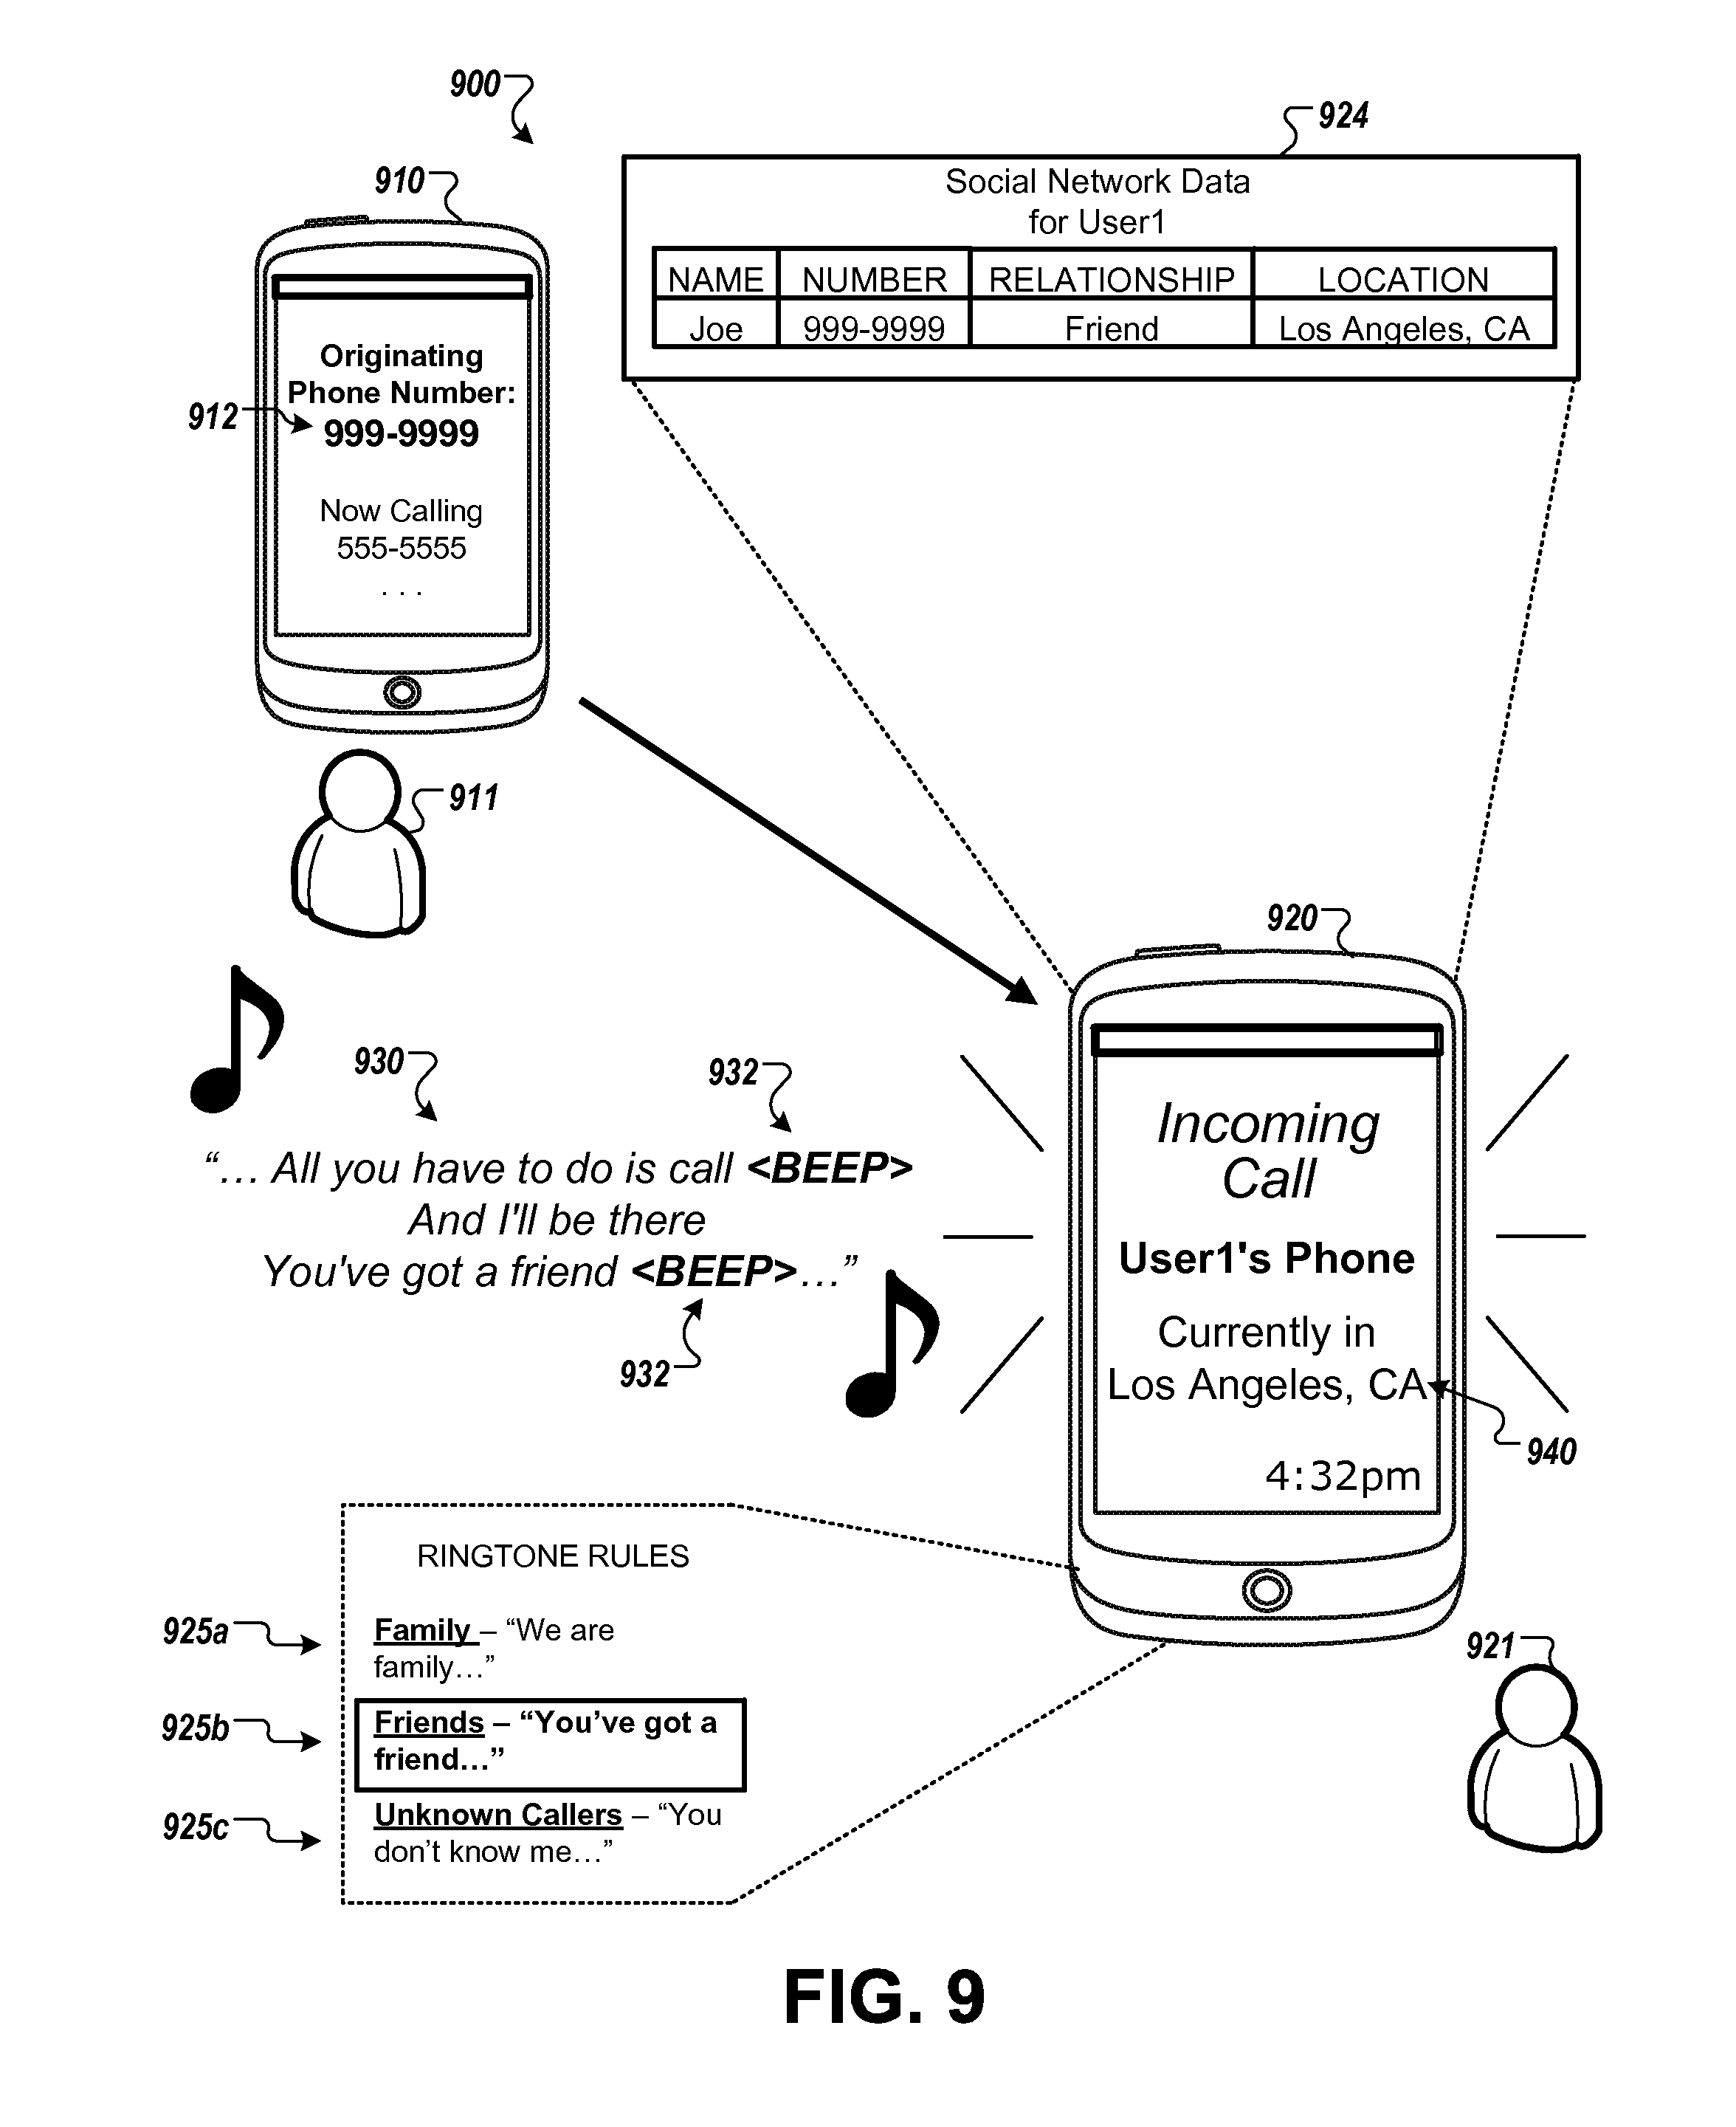 900
924
Social Network Data
for User1
NAME NUMBER RELATIONSHIP LOCATION
Joe 999-9999 Friend Los Angeles, CA
910
Originating
Phone Number:
912
999-9999
Now Calling
555-5555
. . .
911
920
930
932
“… All you have to do is call <BEEP>
And I'll be there
You've got a friend <BEEP>…”
932
Incoming
Call
User1's Phone
Currently in
Los Angeles, CA
940
4:32pm
RINGTONE RULES
925a
Family – “We are
family…”
925b
Friends – “You’ve got a
friend…”
925c
Unknown Callers – “You
don’t know me…”
921
FIG. 9